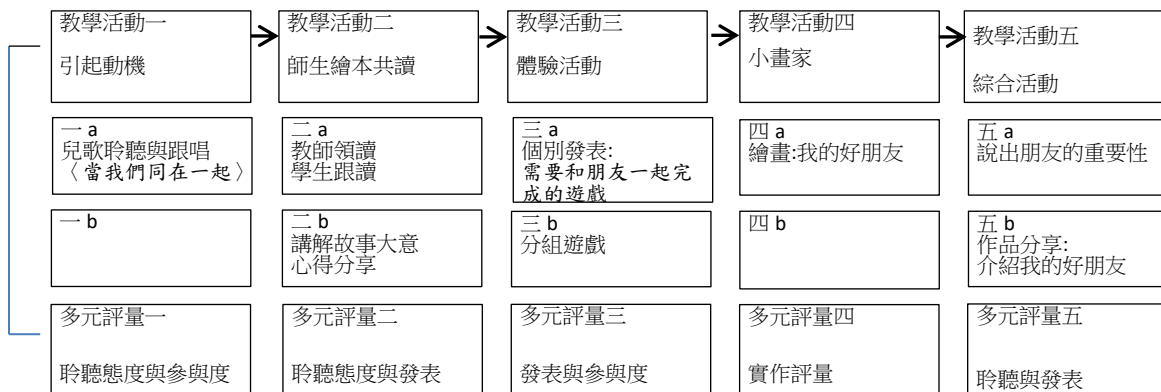 教學活動一
引起動機
教學活動二
師生繪本共讀
教學活動三
體驗活動
教學活動四
小畫家
教學活動五
綜合活動
一 a
兒歌聆聽與跟唱
〈當我們同在一起〉
二 a
教師領讀
學生跟讀
三 a
個別發表:
需要和朋友一起完
成的遊戲
四 a
繪畫:我的好朋友
五 a
說出朋友的重要性
一 b
二 b
講解故事大意
心得分享
三 b
分組遊戲
四 b
五 b
作品分享:
介紹我的好朋友
多元評量一
聆聽態度與參與度
多元評量二
聆聽態度與發表
多元評量三
發表與參與度
多元評量四
實作評量
多元評量五
聆聽與發表